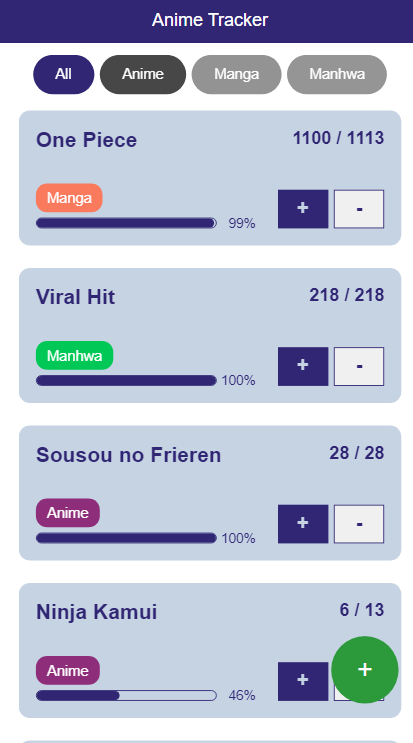 Anime Tracker
All Anime Manga Manhwa
One Piece 1100 / 1113
Manga
99% + -
Viral Hit 218 / 218
Manhwa
100% + -
Sousou no Frieren 28 / 28
Anime
100% + -
Ninja Kamui 6 / 13
Anime
46% + +